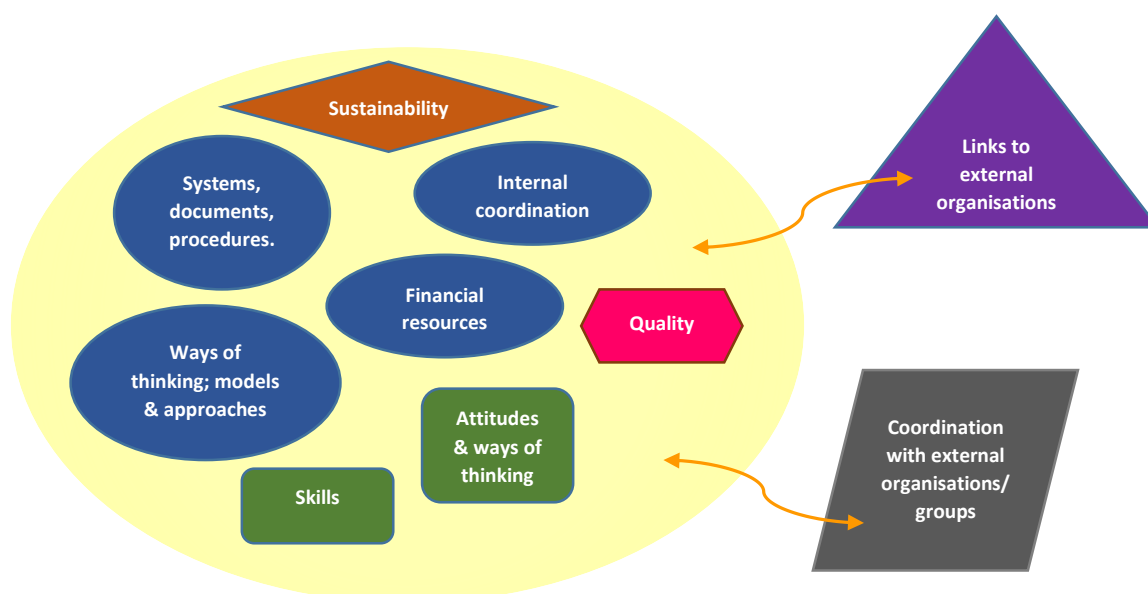 Sustainability
Systems,
documents,
procedures.
Internal
coordination
Links to
external
organisations
Financial
resources
Quality
Ways of
thinking; models
& approaches
Attitudes
& ways of
thinking
Skills
Coordination
with external
organisations/
groups